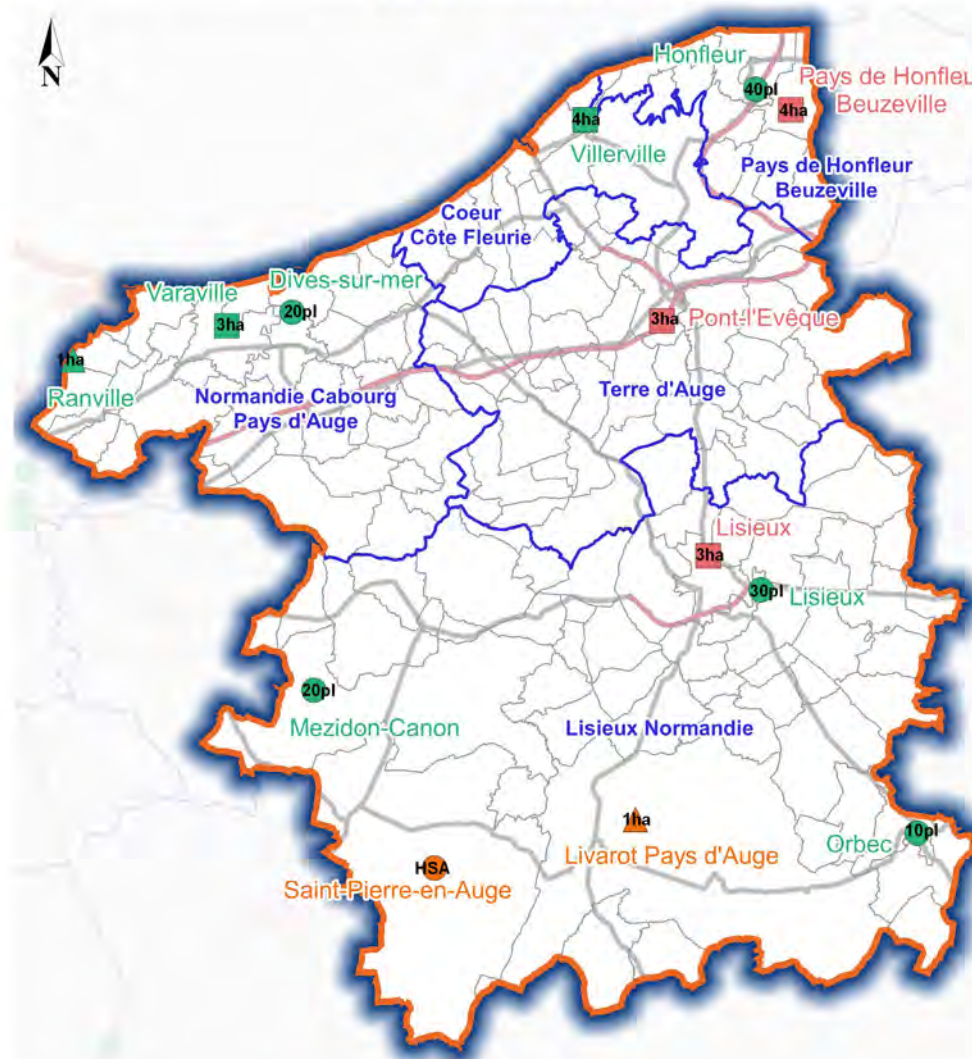 N
Honfleur
40pl
Pays de Honfleu
Beuzeville
4ha
4ha
Villerville
Pays de Honfleur
Beuzeville
Coeur
Côte Fleurie
Dives-sur-mer
Varaville
20pl
3ha
3ha
Pont-l'Evêque
1ha
Ranville
Normandie Cabourg
Pays d'Auge
Terre d'Auge
Lisieux
3ha
30pl
Lisieux
20pl
Mezidon-Canon
Lisieux Normandie
1ha
Livarot Pays d'Auge
10pl
Orbec
HSA
Saint-Pierre-en-Auge